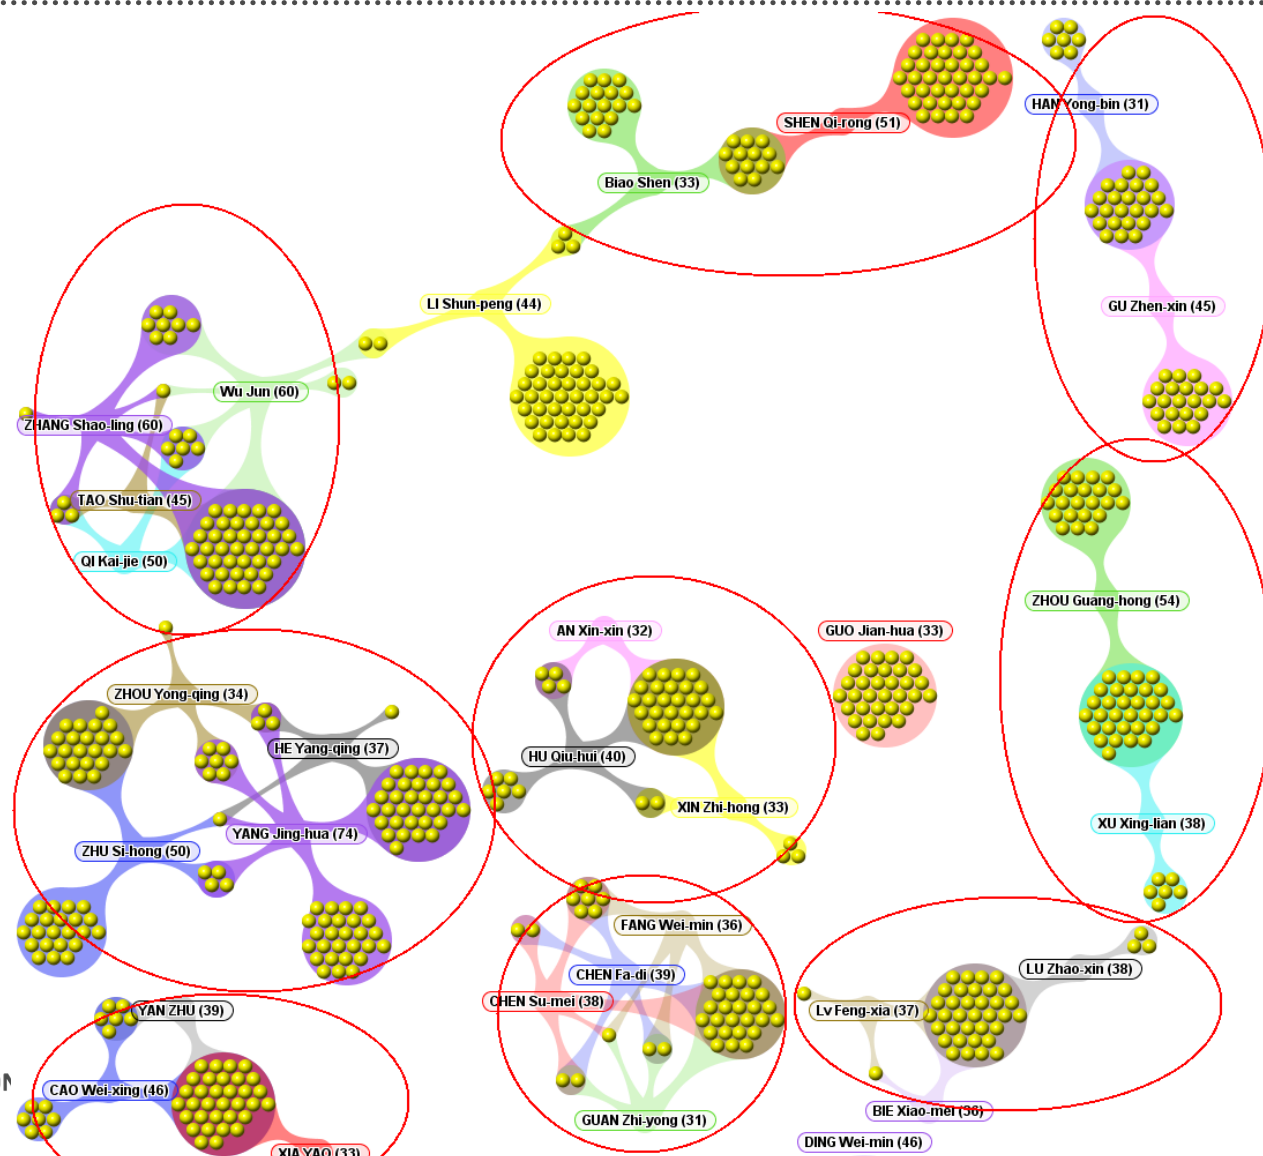 HAN Yong-bin (31)
SHEN Qi-rong (51)
Biao Shen (33)
LI Shun-peng (44)
GU Zhen-xin (45)
Wu Jun (60)
ZHANG Shao-ling (60)
TAO Shu-tian (45)
QI Kai-jie (50)
ZHOU Guang-hong (54)
AN Xin-xin (32)
GUO Jian-hua (33)
ZHOU Yong-qing (34)
HE Yang-qing (37)
HU Qiu-hui (40)
XIN Zhi-hong (33)
XU Xing-lian (38)
YANG Jing-hua (74)
ZHU Si-hong (50)
FANG Wei-min (36)
LU Zhao-xin (38)
CHEN Fa-di (39)
CHEN Su-mei (38)
Lv Feng-xia (37)
YAN ZHU (39)
CAO Wei-xing (46)
BIE Xiao-mei (36)
GUAN Zhi-yong (31)
DING Wei-min (46)
XIA YAO (33)